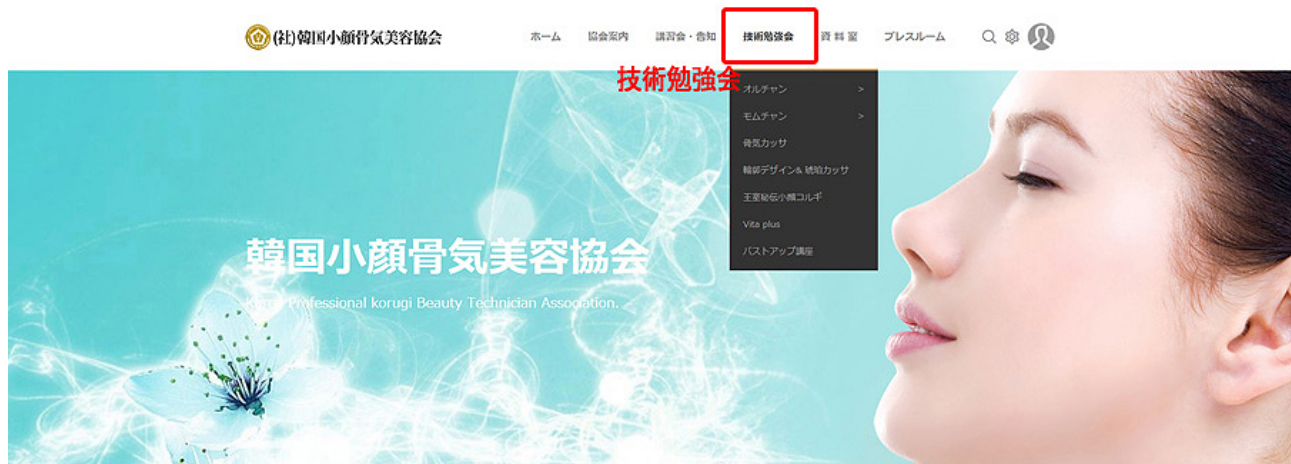 (社)韓国小顔骨気美容協会
ホーム 協会案内 講習会・告知 技術勉強会 資料室 プレスルーム
技術勉強会
オルチャン >
モムチャン >
骨気カッサ
輪郭デザイン& 琥珀カッサ
王室秘伝小顔コルギ
Vita plus
バストアップ講座
韓国小顔骨気美容協会
Korea Professional korugi Beauty Technician Association.